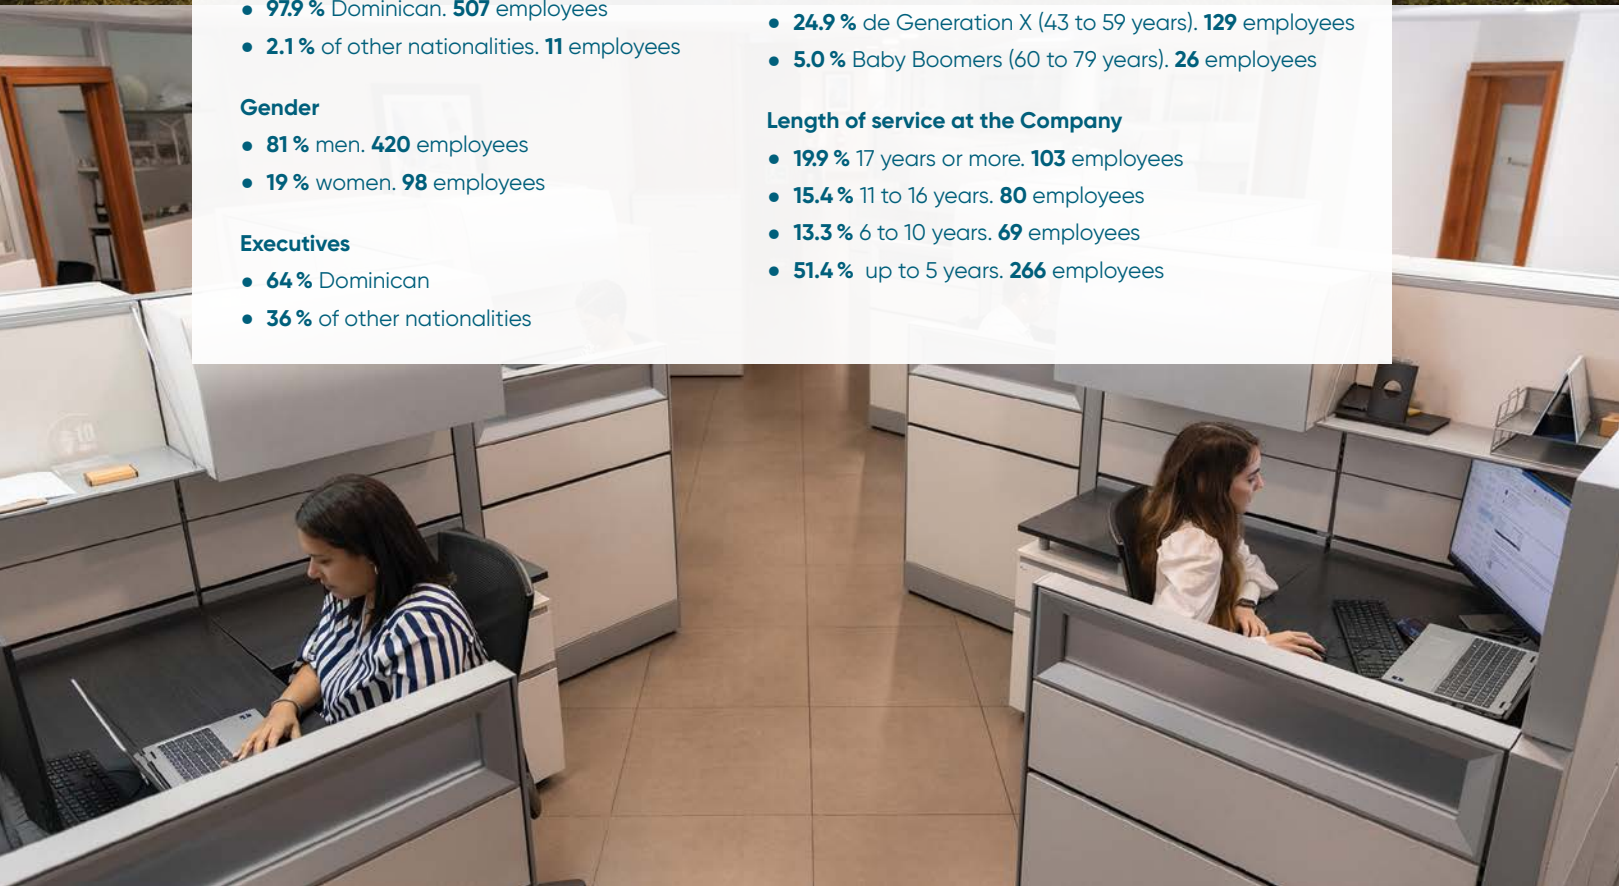 97.9 % Dominican. 507 employees
2.1 % of other nationalities. 11 employees
Gender
81 % men. 420 employees
19 % women. 98 employees
Executives
64 % Dominican
36 % of other nationalities
24.9 % de Generation X (43 to 59 years). 129 employees
5.0 % Baby Boomers (60 to 79 years). 26 employees
Length of service at the Company
19.9 % 17 years or more. 103 employees
15.4 % 11 to 16 years. 80 employees
13.3 % 6 to 10 years. 69 employees
51.4 % up to 5 years. 266 employees